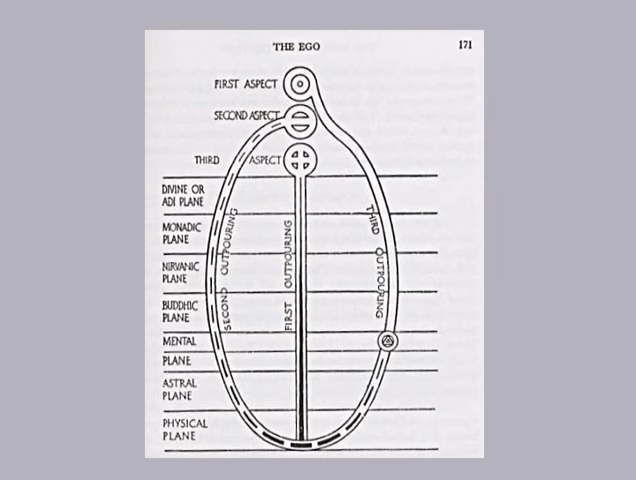 THE EGO
171
FIRST ASPECT
SECOND ASPECT
THIRD ASPECT
DIVINE OR
ADI PLANE
MONADIC
PLANE
NIRVANIC
PLANE
BUDDHIC
PLANE
MENTAL
PLANE
ASTRAL
PLANE
PHYSICAL
PLANE
SECOND OUTPOURING
FIRST OUTPOURING
THIRD OUTPOURING